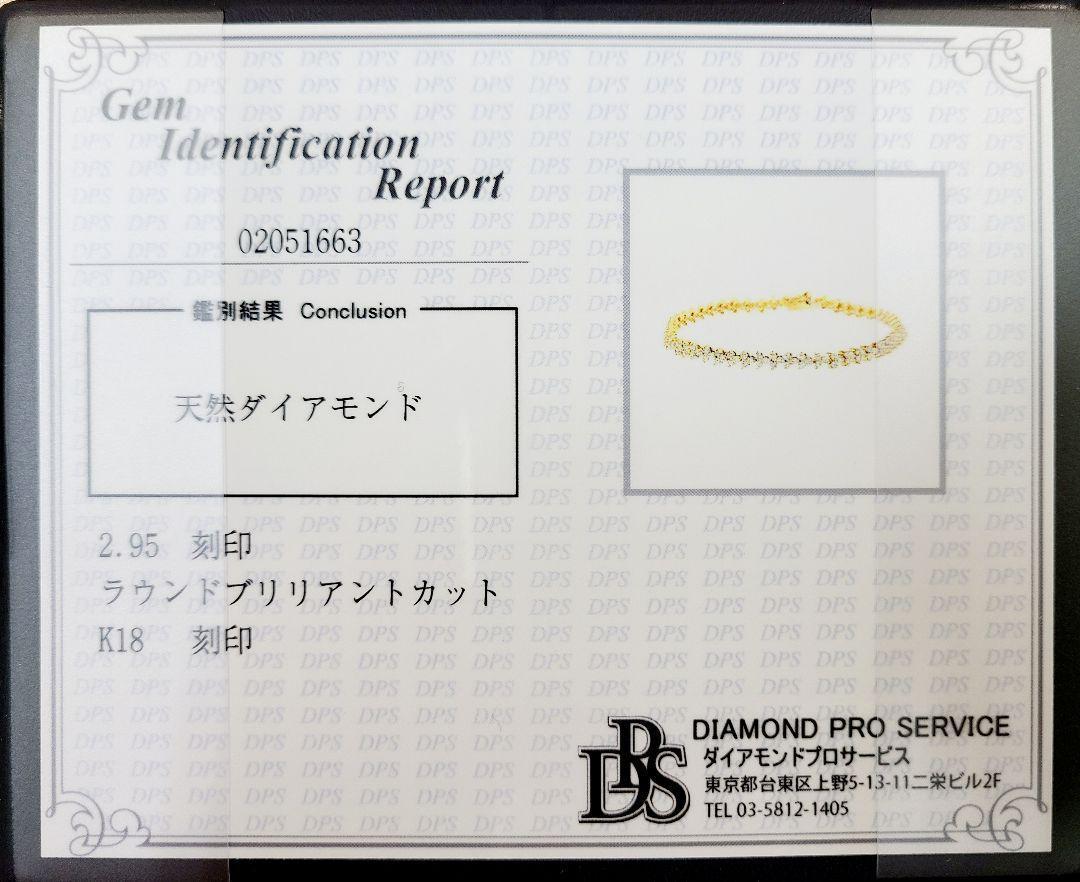 Gem
Identification
Report
02051663
鑑別結果 Conclusion
天然ダイアモンド
2.95 刻印
ラウンドブリリアントカット
K18 刻印
DPS
DIAMOND PRO SERVICE
ダイアモンドプロサービス
東京都台東区上野5-13-11二栄ビル2F
TEL 03-5812-1405